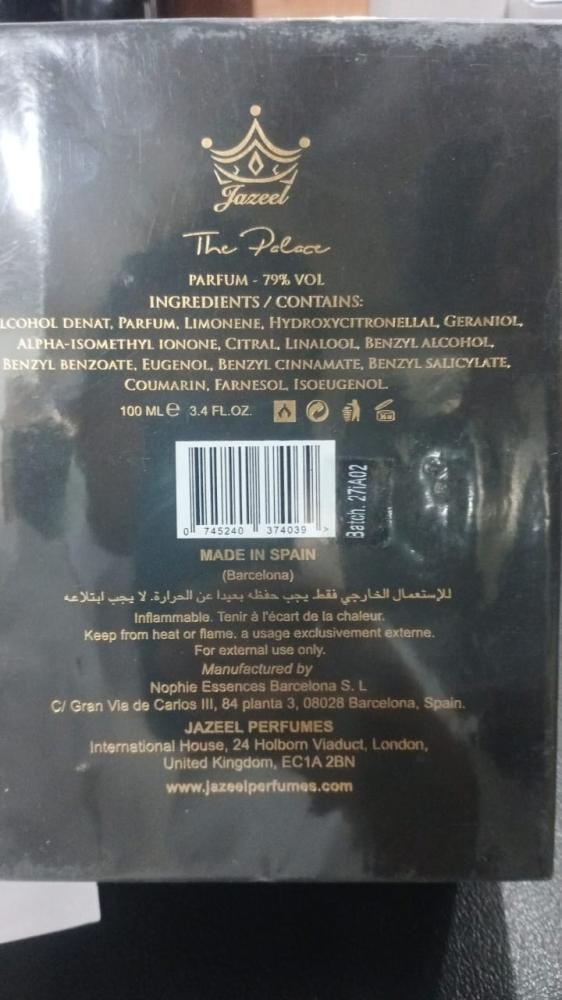 Jazeel
The Palace
PARFUM - 79% VOL
INGREDIENTS / CONTAINS:
LCOHOL DENAT, PARFUM, LIMONENE, HYDROXYCITRONELLAL, GERANIOL,
ALPHA-ISOMETHYL IONONE, CITRAL, LINALOOL, BENZYL ALCOHOL,
BENZYL BENZOATE, EUGENOL, BENZYL CINNAMATE, BENZYL SALICYLATE,
COUMARIN, FARNESOL, ISOEUGENOL.
100 ML ℮ 3.4 FL.OZ.
0 745240 374039 >
Batch. 27iA02
MADE IN SPAIN
(Barcelona)
للإستعمال الخارجي فقط. يجب حفظه بعيدا عن الحرارة. لا يجب ابتلاعه
Inflammable. Tenir à l'écart de la chaleur.
Keep from heat or flame. a usage exclusivement externe.
For external use only.
Manufactured by
Nophie Essences Barcelona S. L
C/ Gran Via de Carlos III, 84 planta 3, 08028 Barcelona, Spain.
JAZEEL PERFUMES
International House, 24 Holborn Viaduct, London,
United Kingdom, EC1A 2BN
www.jazeelperfumes.com